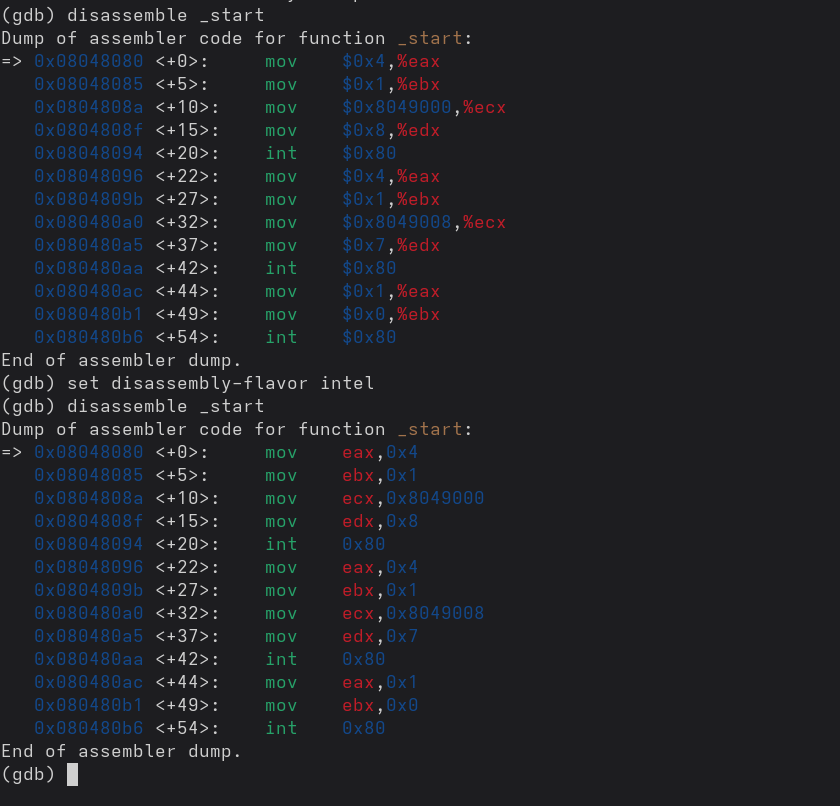 (gdb) disassemble _start
Dump of assembler code for function _start:
=> 0x08048080 <+0>:     mov    $0x4,%eax
   0x08048085 <+5>:     mov    $0x1,%ebx
   0x0804808a <+10>:    mov    $0x8049000,%ecx
   0x0804808f <+15>:    mov    $0x8,%edx
   0x08048094 <+20>:    int    $0x80
   0x08048096 <+22>:    mov    $0x4,%eax
   0x0804809b <+27>:    mov    $0x1,%ebx
   0x080480a0 <+32>:    mov    $0x8049008,%ecx
   0x080480a5 <+37>:    mov    $0x7,%edx
   0x080480aa <+42>:    int    $0x80
   0x080480ac <+44>:    mov    $0x1,%eax
   0x080480b1 <+49>:    mov    $0x0,%ebx
   0x080480b6 <+54>:    int    $0x80
End of assembler dump.
(gdb) set disassembly-flavor intel
(gdb) disassemble _start
Dump of assembler code for function _start:
=> 0x08048080 <+0>:     mov    eax,0x4
   0x08048085 <+5>:     mov    ebx,0x1
   0x0804808a <+10>:    mov    ecx,0x8049000
   0x0804808f <+15>:    mov    edx,0x8
   0x08048094 <+20>:    int    0x80
   0x08048096 <+22>:    mov    eax,0x4
   0x0804809b <+27>:    mov    ebx,0x1
   0x080480a0 <+32>:    mov    ecx,0x8049008
   0x080480a5 <+37>:    mov    edx,0x7
   0x080480aa <+42>:    int    0x80
   0x080480ac <+44>:    mov    eax,0x1
   0x080480b1 <+49>:    mov    ebx,0x0
   0x080480b6 <+54>:    int    0x80
End of assembler dump.
(gdb)